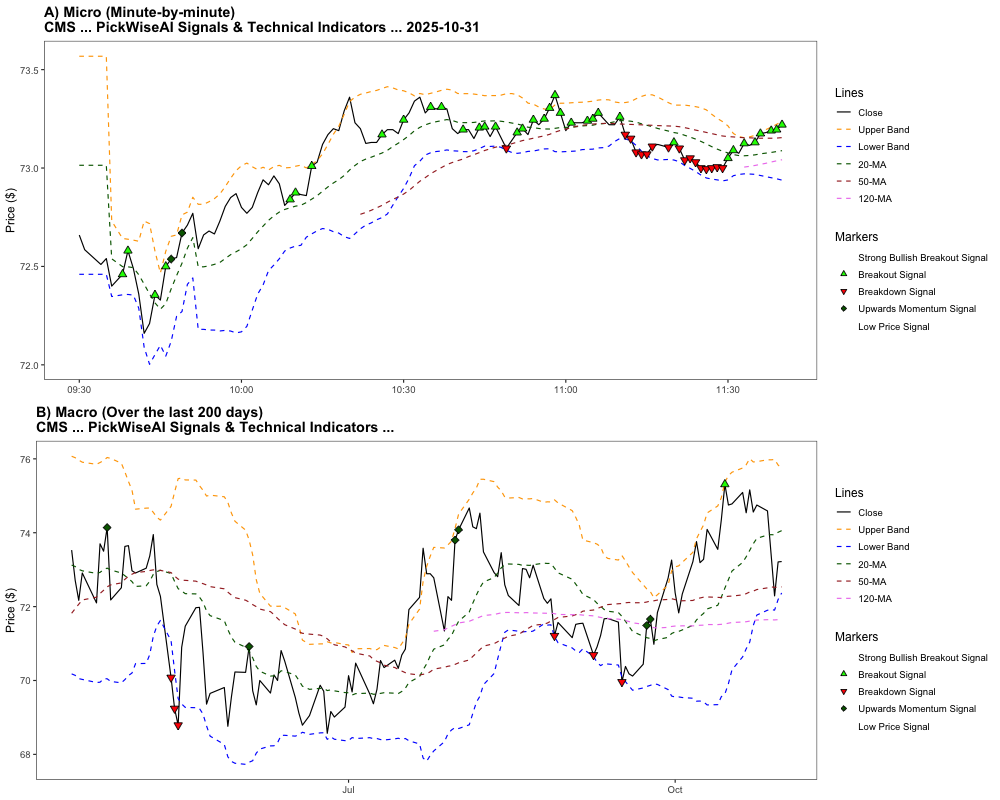 A) Micro (Minute-by-minute)
CMS ... PickWiseAI Signals & Technical Indicators ... 2025-10-31
Price ($)
73.5
73.0
72.5
72.0
09:30
10:00
10:30
11:00
11:30
Lines
Close
Upper Band
Lower Band
20-MA
50-MA
120-MA
Markers
Strong Bullish Breakout Signal
Breakout Signal
Breakdown Signal
Upwards Momentum Signal
Low Price Signal
B) Macro (Over the last 200 days)
CMS ... PickWiseAI Signals & Technical Indicators ...
Price ($)
76
74
72
70
68
Jul
Oct
Lines
Close
Upper Band
Lower Band
20-MA
50-MA
120-MA
Markers
Strong Bullish Breakout Signal
Breakout Signal
Breakdown Signal
Upwards Momentum Signal
Low Price Signal